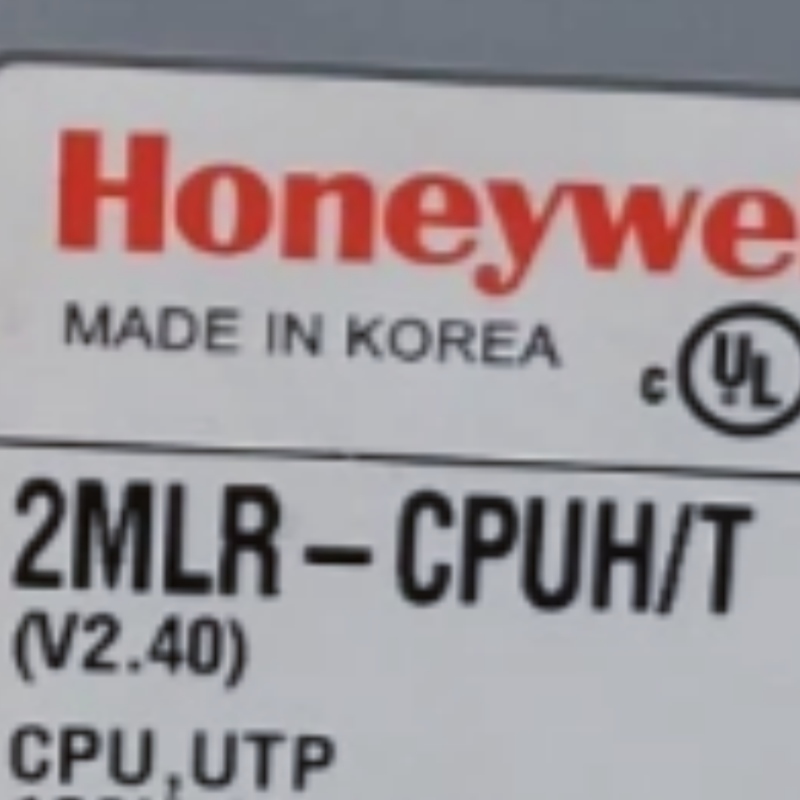 Honeywe
MADE IN KOREA
c UL
2MLR-CPUH/T
(V2.40)
CPU,UTP